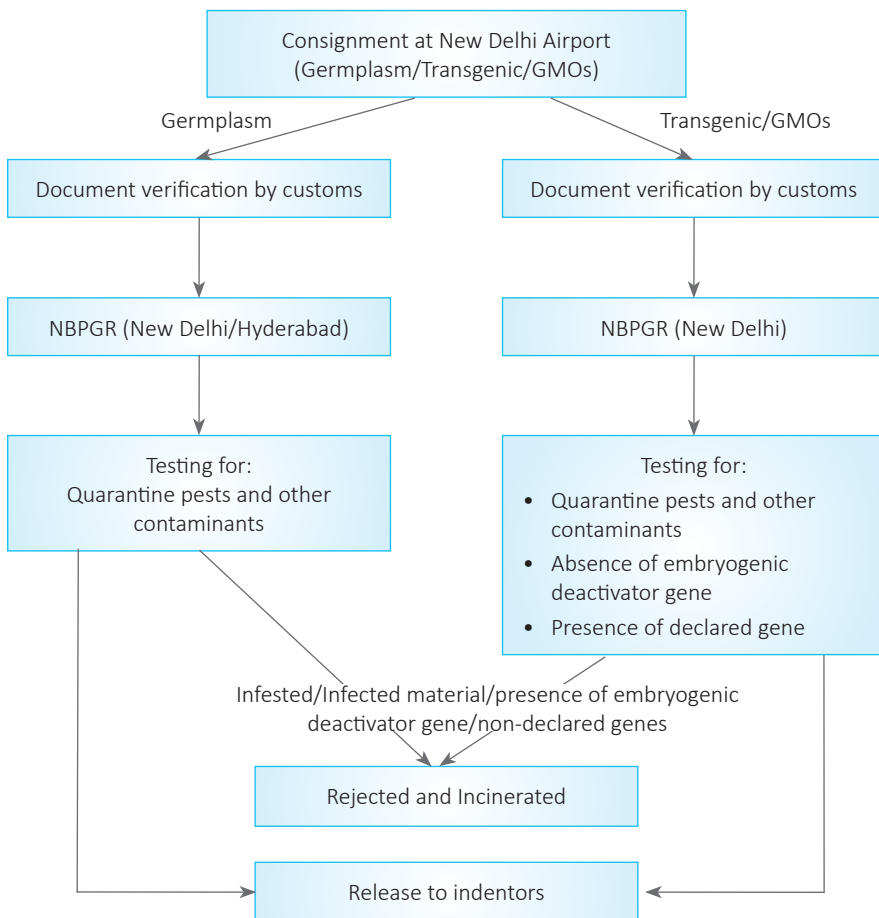 Consignment at New Delhi Airport
(Germplasm/Transgenic/GMOs)
Germplasm
Transgenic/GMOs
Document verification by customs
Document verification by customs
NBPGR (New Delhi/Hyderabad)
NBPGR (New Delhi)
Testing for:
Quarantine pests and other
contaminants
Testing for:
• Quarantine pests and other
contaminants
• Absence of embryogenic
deactivator gene
• Presence of declared gene
Infested/Infected material/presence of embryogenic
deactivator gene/non-declared genes
Rejected and Incinerated
Release to indentors